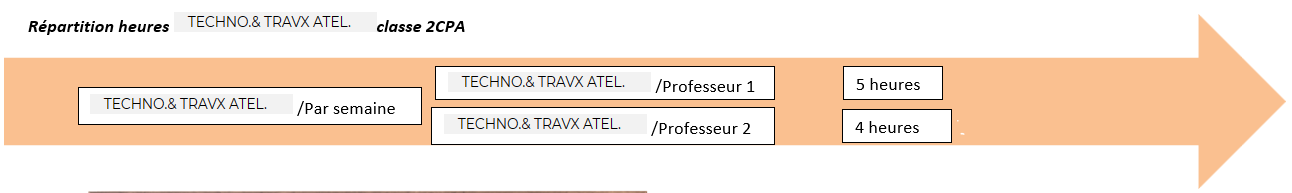 Répartition heures TECHNO.& TRAVX ATEL. classe 2CPA
TECHNO.& TRAVX ATEL. /Professeur 1 5 heures
TECHNO.& TRAVX ATEL. /Par semaine
TECHNO.& TRAVX ATEL. /Professeur 2 4 heures